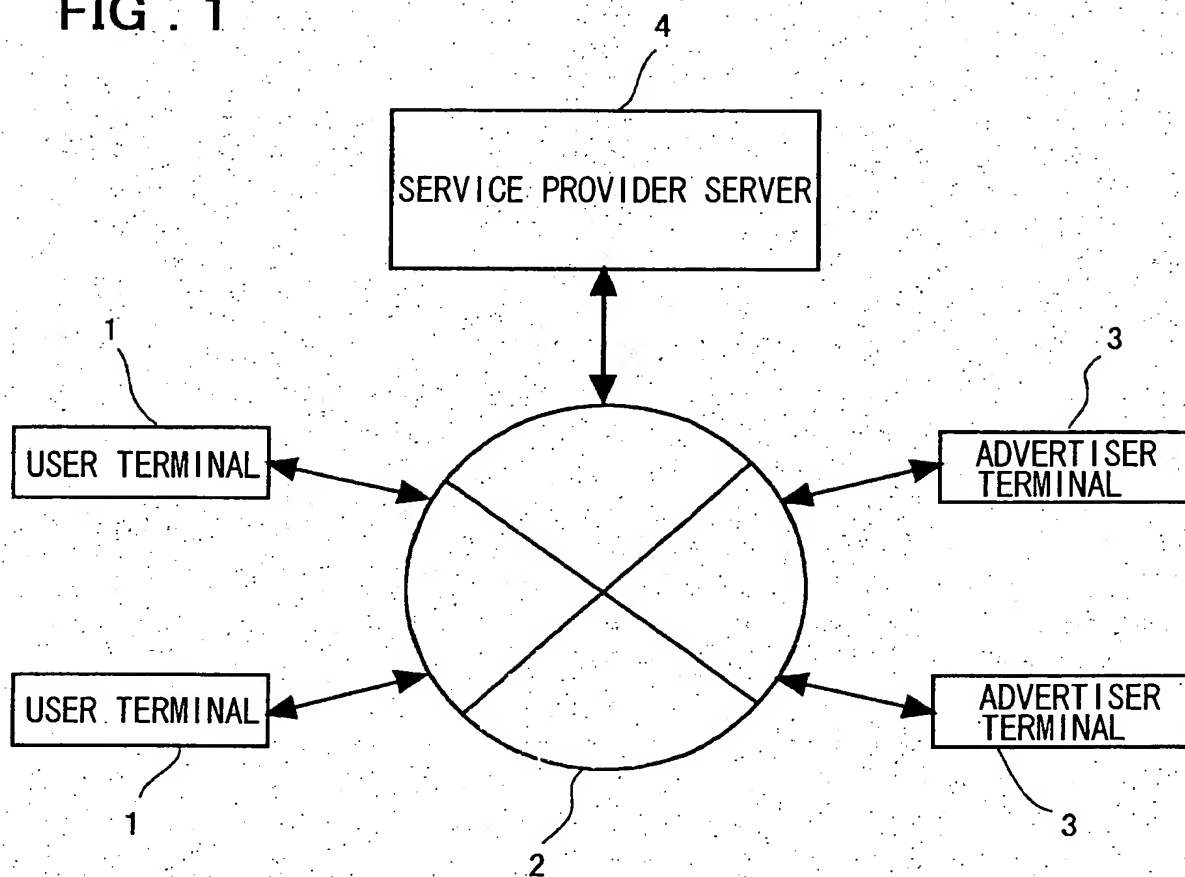 FIG . 1
4
SERVICE PROVIDER SERVER
1
3
USER TERMINAL
ADVERTISER
TERMINAL
USER TERMINAL
ADVERTISER
TERMINAL
1
3
2